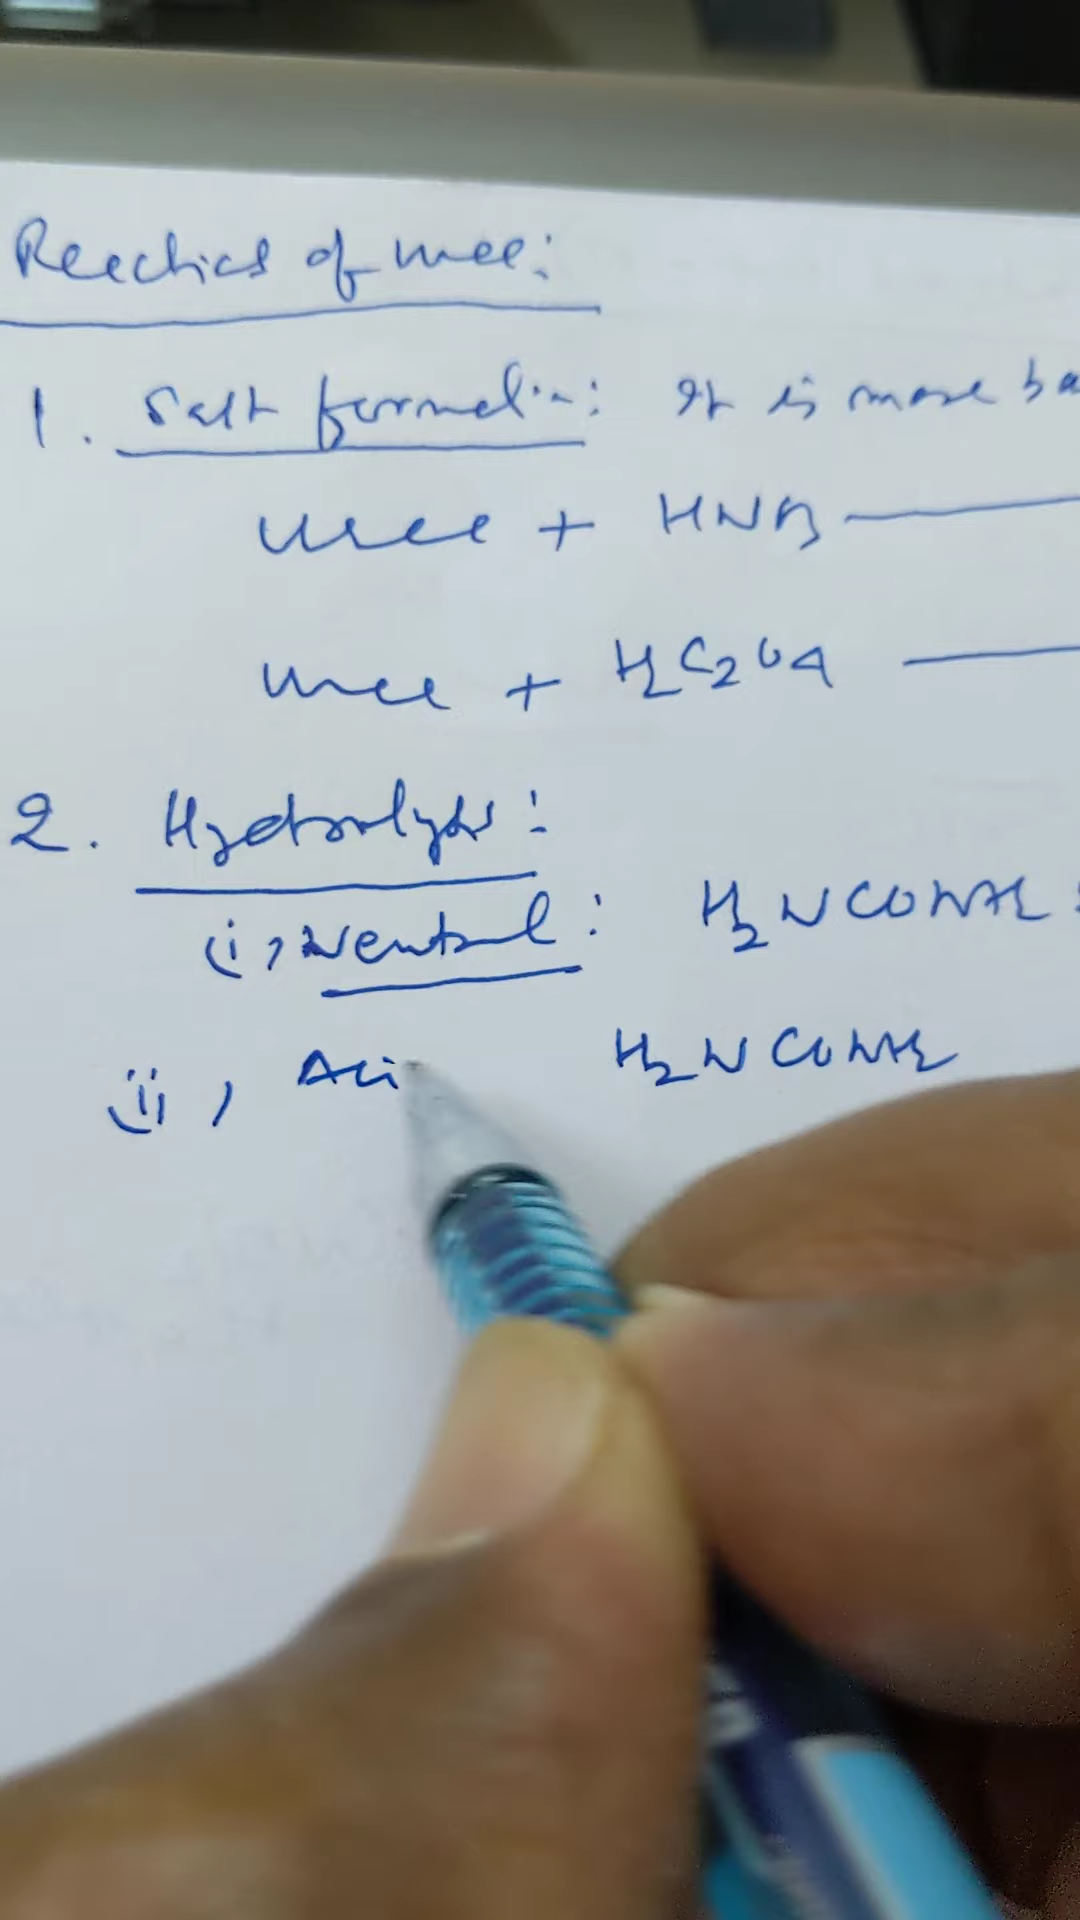 Reactions of urea:
1. Salt formation: It is more ba
urea + HNO3
urea + H2C2O4
2. Hydrolysis:
(i), Neutral: H2NCONH2
(ii), Aci H2NCONH2